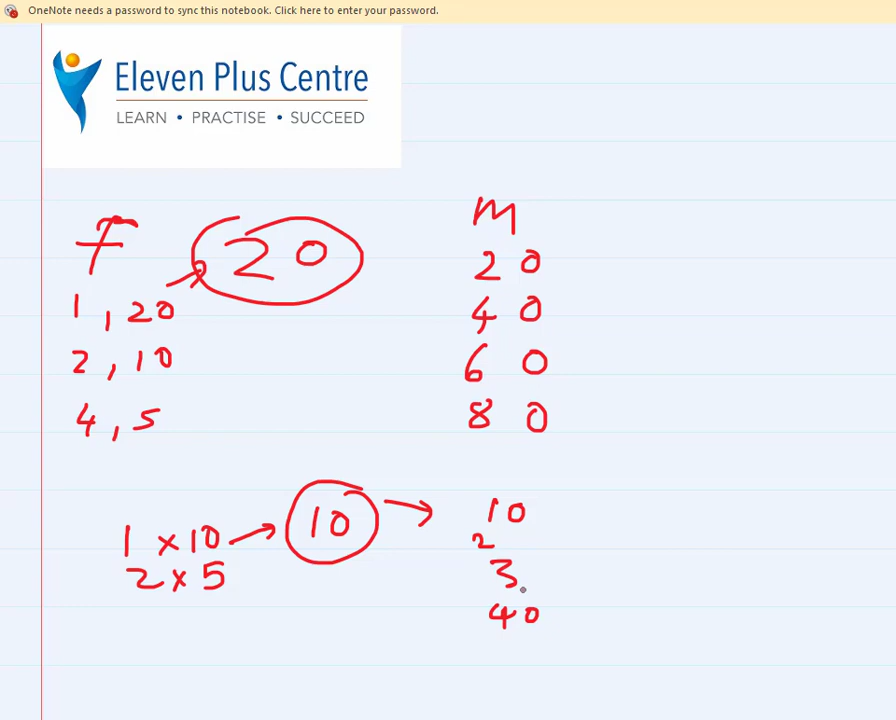 OneNote needs a password to sync this notebook. Click here to enter your password.
Eleven Plus Centre
LEARN • PRACTISE • SUCCEED
F
20
1, 20
2, 10
4, 5
M
20
40
60
80
1 × 10
2 × 5
10
10
2
3
40